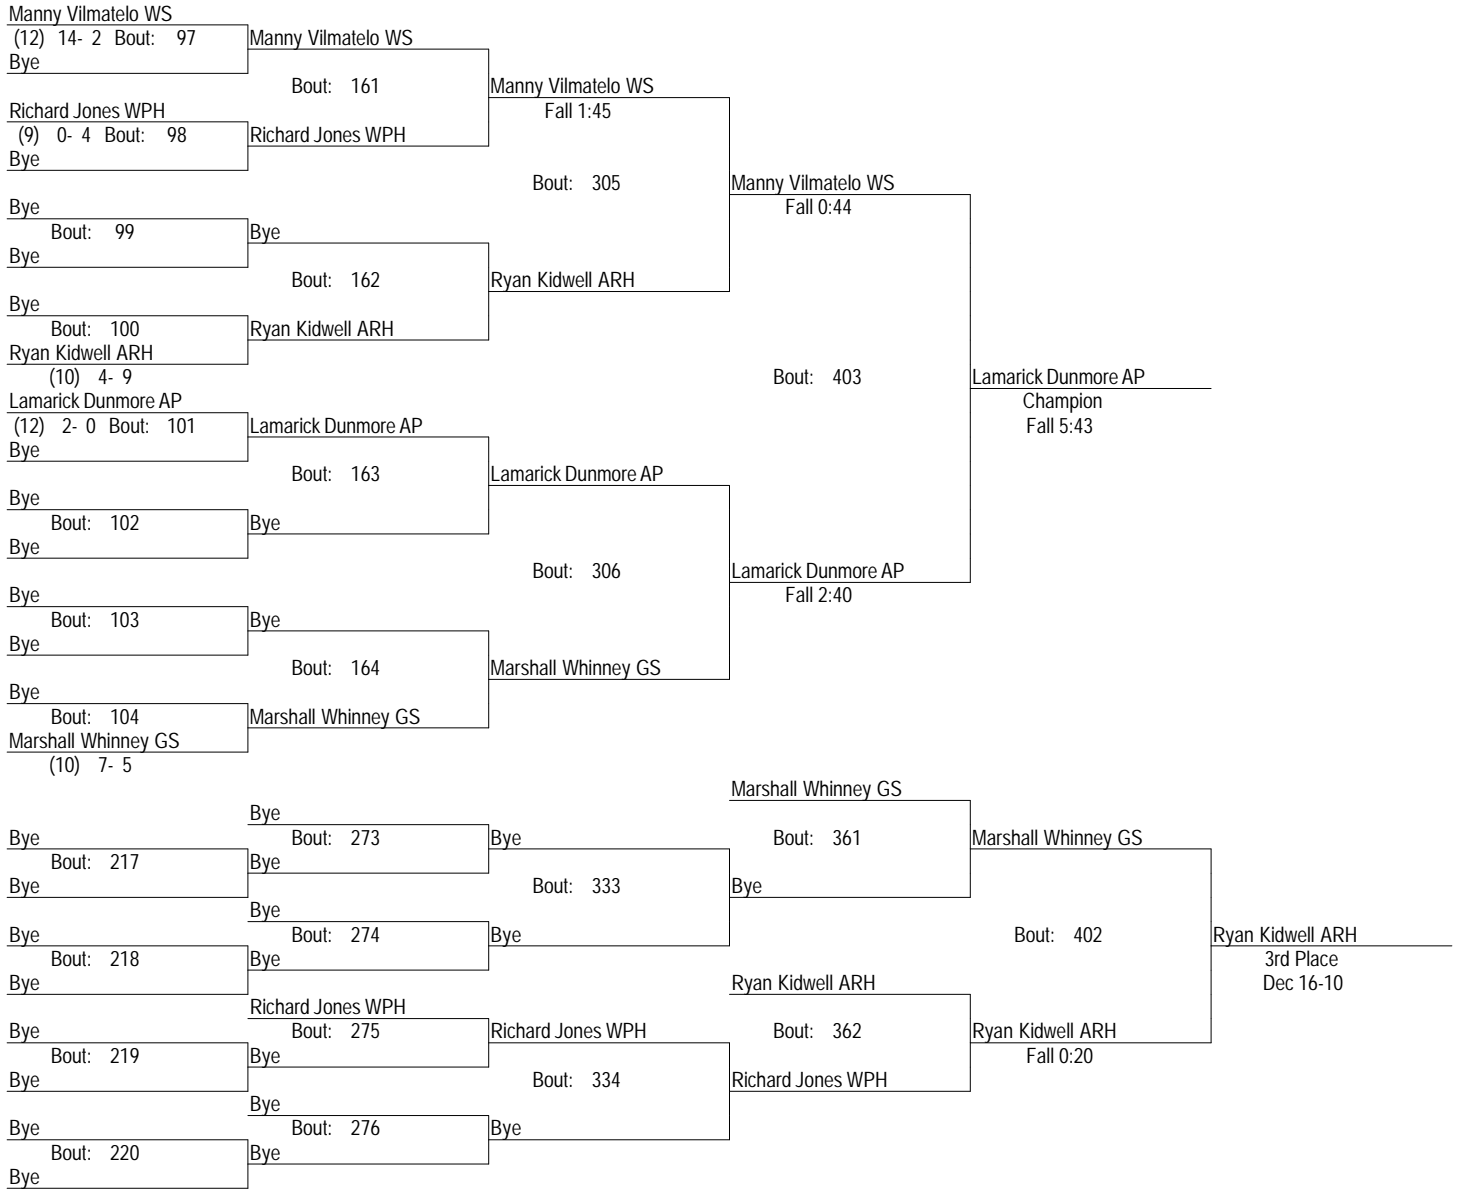 Manny Vilmatelo WS
(12) 14- 2 Bout: 97
Manny Vilmatelo WS
Bye
Bout: 161
Manny Vilmatelo WS
Richard Jones WPH
Fall 1:45
(9) 0- 4 Bout: 98
Richard Jones WPH
Bye
Bout: 305
Manny Vilmatelo WS
Bye
Fall 0:44
Bout: 99
Bye
Bye
Bout: 162
Ryan Kidwell ARH
Bye
Bout: 100
Ryan Kidwell ARH
Ryan Kidwell ARH
(10) 4- 9
Bout: 403
Lamarick Dunmore AP
Lamarick Dunmore AP
Champion
(12) 2- 0 Bout: 101
Lamarick Dunmore AP
Fall 5:43
Bye
Bout: 163
Lamarick Dunmore AP
Bye
Bout: 102
Bye
Bye
Bout: 306
Lamarick Dunmore AP
Bye
Fall 2:40
Bout: 103
Bye
Bye
Bout: 164
Marshall Whinney GS
Bye
Bout: 104
Marshall Whinney GS
Marshall Whinney GS
(10) 7- 5
Marshall Whinney GS
Bye
Bye
Bout: 273
Bye
Bout: 361
Marshall Whinney GS
Bout: 217
Bye
Bye
Bout: 333
Bye
Bye
Bye
Bout: 274
Bye
Bout: 402
Ryan Kidwell ARH
Bout: 218
Bye
3rd Place
Bye
Ryan Kidwell ARH
Dec 16-10
Richard Jones WPH
Bye
Bout: 275
Richard Jones WPH
Bout: 362
Ryan Kidwell ARH
Bout: 219
Bye
Fall 0:20
Bye
Bout: 334
Richard Jones WPH
Bye
Bye
Bout: 276
Bye
Bout: 220
Bye
Bye